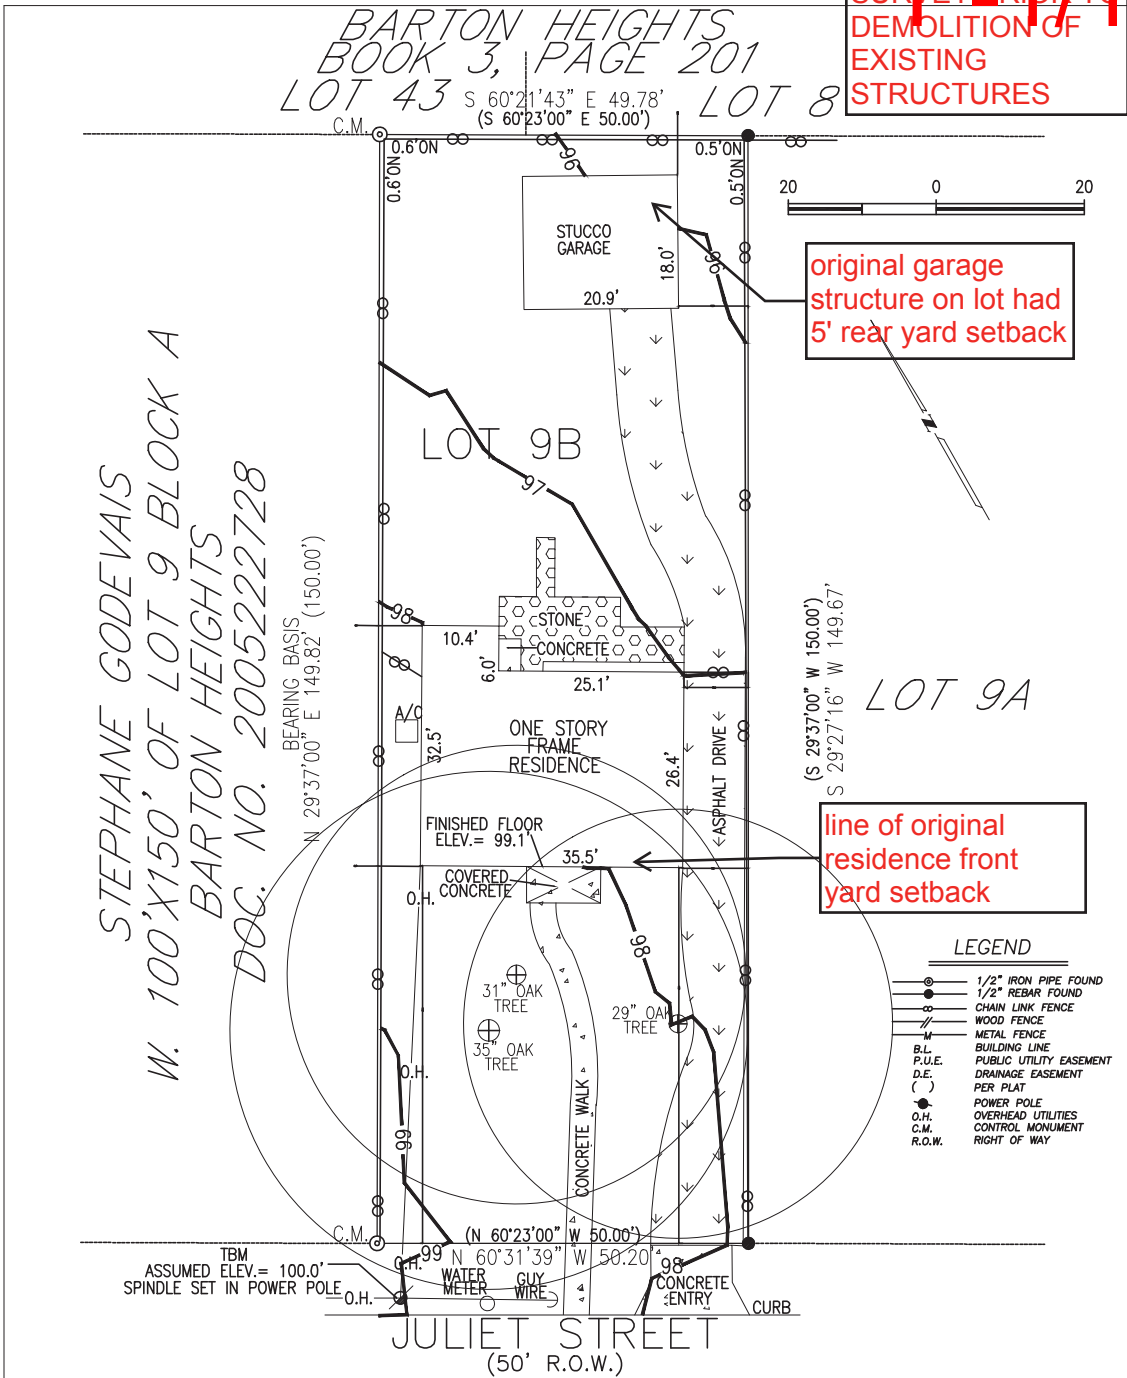 BARTON HEIGHTS
BOOK 3, PAGE 201
LOT 43
S 60°21'43" E 49.78'
(S 60°23'00" E 50.00')
LOT 8
DEMOLITION OF
EXISTING
STRUCTURES
C.M.
0.6'ON
0.6'ON
96
0.5'ON
0.5'ON
20 0 20
STUCCO
GARAGE
18.0'
20.9'
96
original garage
structure on lot had
5' rear yard setback
LOT 9B
97
STEPHANE GODEVAIS
W. 100'X150' OF LOT 9 BLOCK A
BARTON HEIGHTS
DOC. NO. 2005222728
BEARING BASIS
N 29°37'00" E 149.82' (150.00')
98
10.4'
STONE
CONCRETE
6.0'
25.1'
A/C
32.5'
ONE STORY
FRAME
RESIDENCE
26.4'
ASPHALT DRIVE
(S 29°37'00" W 150.00')
S 29°27'16" W 149.67'
LOT 9A
FINISHED FLOOR
ELEV.= 99.1'
35.5'
COVERED
CONCRETE
O.H.
line of original
residence front
yard setback
98
31" OAK
TREE
35" OAK
TREE
29" OAK
TREE
O.H.
99
CONCRETE WALK
LEGEND
1/2" IRON PIPE FOUND
1/2" REBAR FOUND
CHAIN LINK FENCE
WOOD FENCE
M METAL FENCE
B.L. BUILDING LINE
P.U.E. PUBLIC UTILITY EASEMENT
D.E. DRAINAGE EASEMENT
( ) PER PLAT
POWER POLE
O.H. OVERHEAD UTILITIES
C.M. CONTROL MONUMENT
R.O.W. RIGHT OF WAY
C.M.
(N 60°23'00" W 50.00')
N 60°31'39" W 50.20'
99
O.H.
98
TBM
ASSUMED ELEV.= 100.0'
SPINDLE SET IN POWER POLE
O.H.
WATER
METER
GUY
WIRE
CONCRETE
ENTRY
CURB
JULIET STREET
(50' R.O.W.)